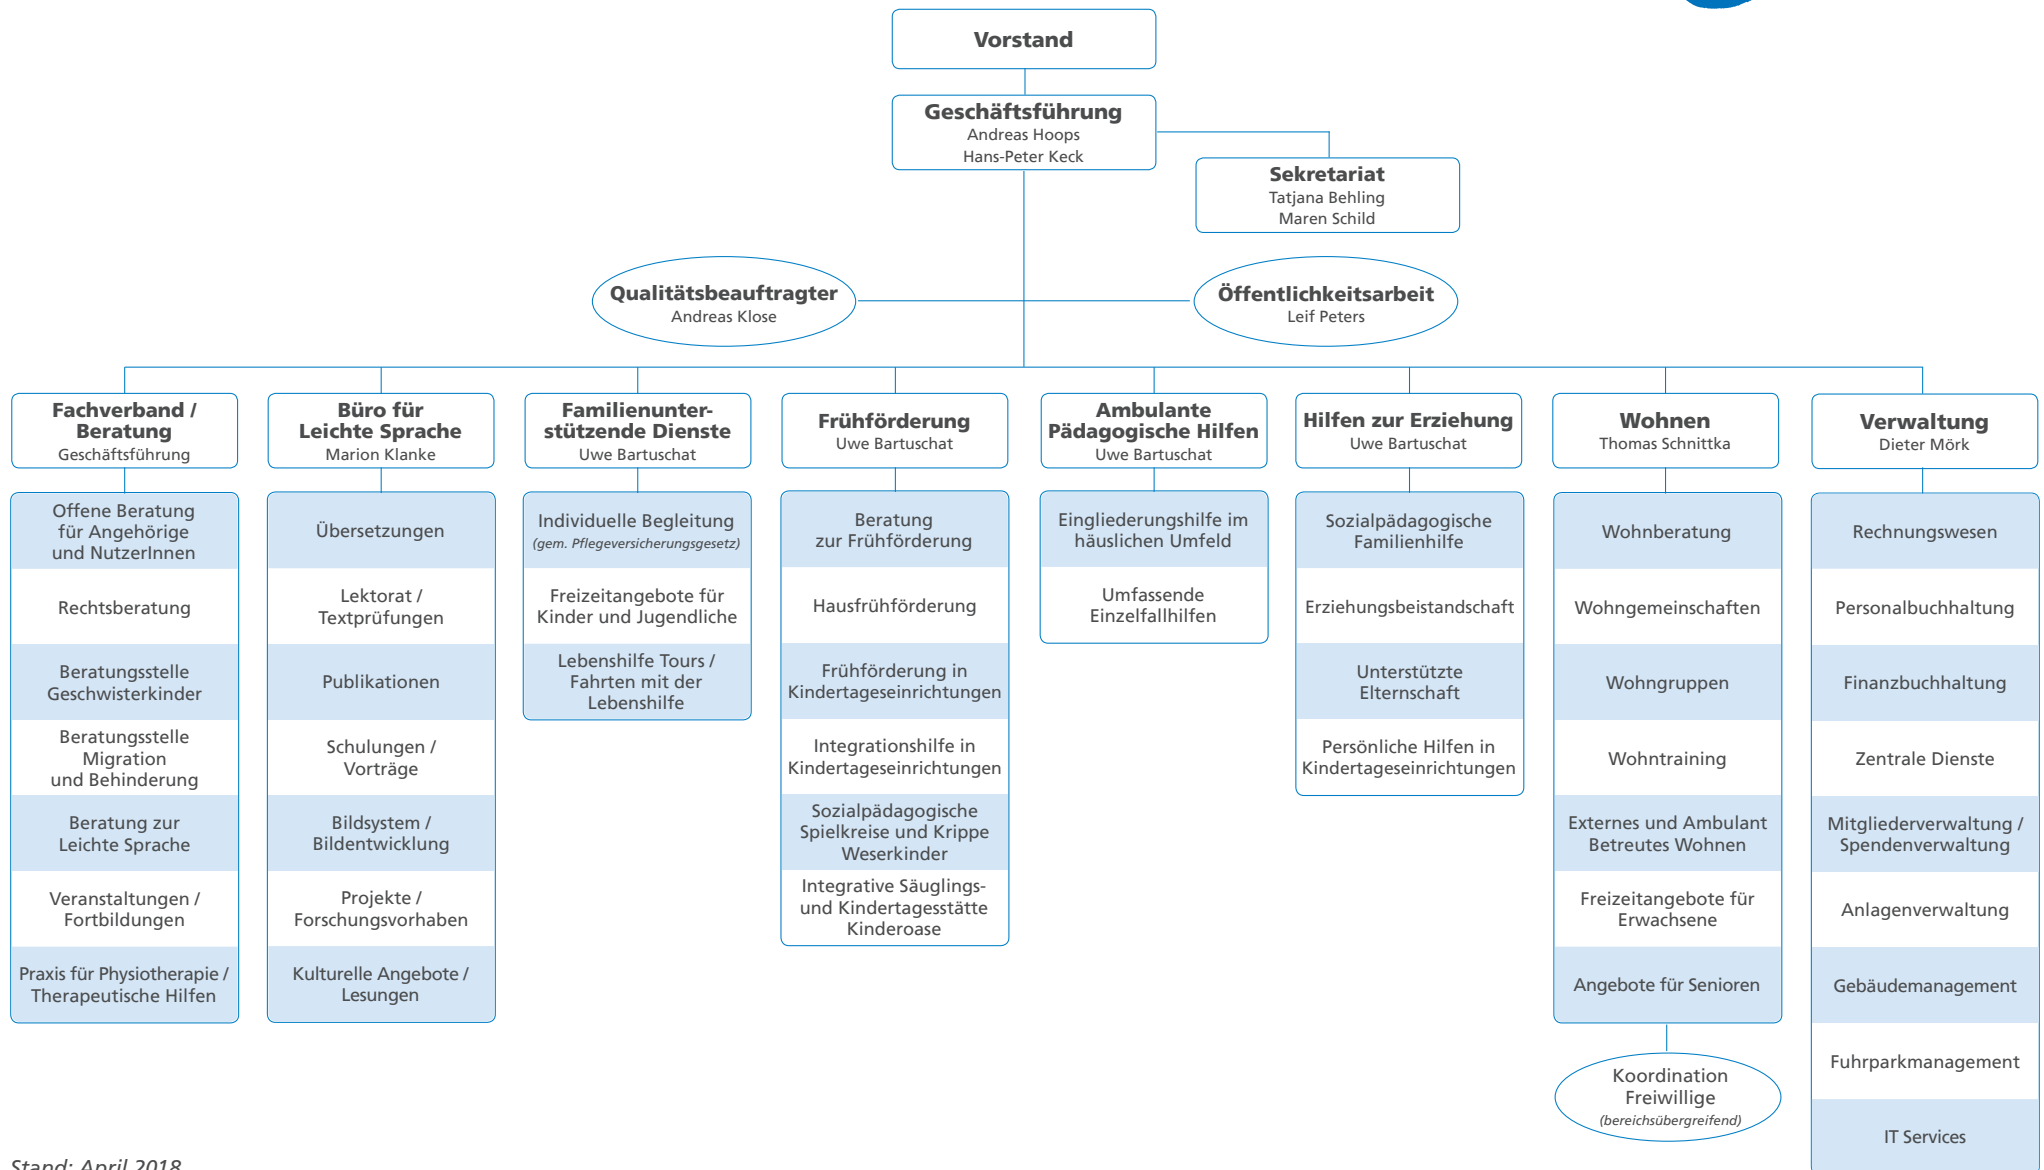 Vorstand
Geschäftsführung
Andreas Hoops
Hans-Peter Keck
Sekretariat
Tatjana Behling
Maren Schild
Qualitätsbeauftragter
Andreas Klose
Öffentlichkeitsarbeit
Leif Peters
Fachverband /
Beratung
Geschäftsführung
Offene Beratung
für Angehörige
und NutzerInnen
Rechtsberatung
Beratungsstelle
Geschwisterkinder
Beratungsstelle
Migration
und Behinderung
Beratung zur
Leichte Sprache
Veranstaltungen /
Fortbildungen
Praxis für Physiotherapie /
Therapeutische Hilfen
Büro für
Leichte Sprache
Marion Klanke
Übersetzungen
Lektorat /
Textprüfungen
Publikationen
Schulungen /
Vorträge
Bildsystem /
Bildentwicklung
Projekte /
Forschungsvorhaben
Kulturelle Angebote /
Lesungen
Familienunter-
stützende Dienste
Uwe Bartuschat
Individuelle Begleitung
(gem. Pflegeversicherungsgesetz)
Freizeitangebote für
Kinder und Jugendliche
Lebenshilfe Tours /
Fahrten mit der
Lebenshilfe
Frühförderung
Uwe Bartuschat
Beratung
zur Frühförderung
Hausfrühförderung
Frühförderung in
Kindertageseinrichtungen
Integrationshilfe in
Kindertageseinrichtungen
Sozialpädagogische
Spielkreise und Krippe
Weserkinder
Integrative Säuglings-
und Kindertagesstätte
Kinderoase
Ambulante
Pädagogische Hilfen
Uwe Bartuschat
Eingliederungshilfe im
häuslichen Umfeld
Umfassende
Einzelfallhilfen
Hilfen zur Erziehung
Uwe Bartuschat
Sozialpädagogische
Familienhilfe
Erziehungsbeistandschaft
Unterstützte
Elternschaft
Persönliche Hilfen in
Kindertageseinrichtungen
Wohnen
Thomas Schnittka
Wohnberatung
Wohngemeinschaften
Wohngruppen
Wohntraining
Externes und Ambulant
Betreutes Wohnen
Freizeitangebote für
Erwachsene
Angebote für Senioren
Koordination
Freiwillige
(bereichsübergreifend)
Verwaltung
Dieter Mörk
Rechnungswesen
Personalbuchhaltung
Finanzbuchhaltung
Zentrale Dienste
Mitgliederverwaltung /
Spendenverwaltung
Anlagenverwaltung
Gebäudemanagement
Fuhrparkmanagement
IT Services
Stand: April 2018